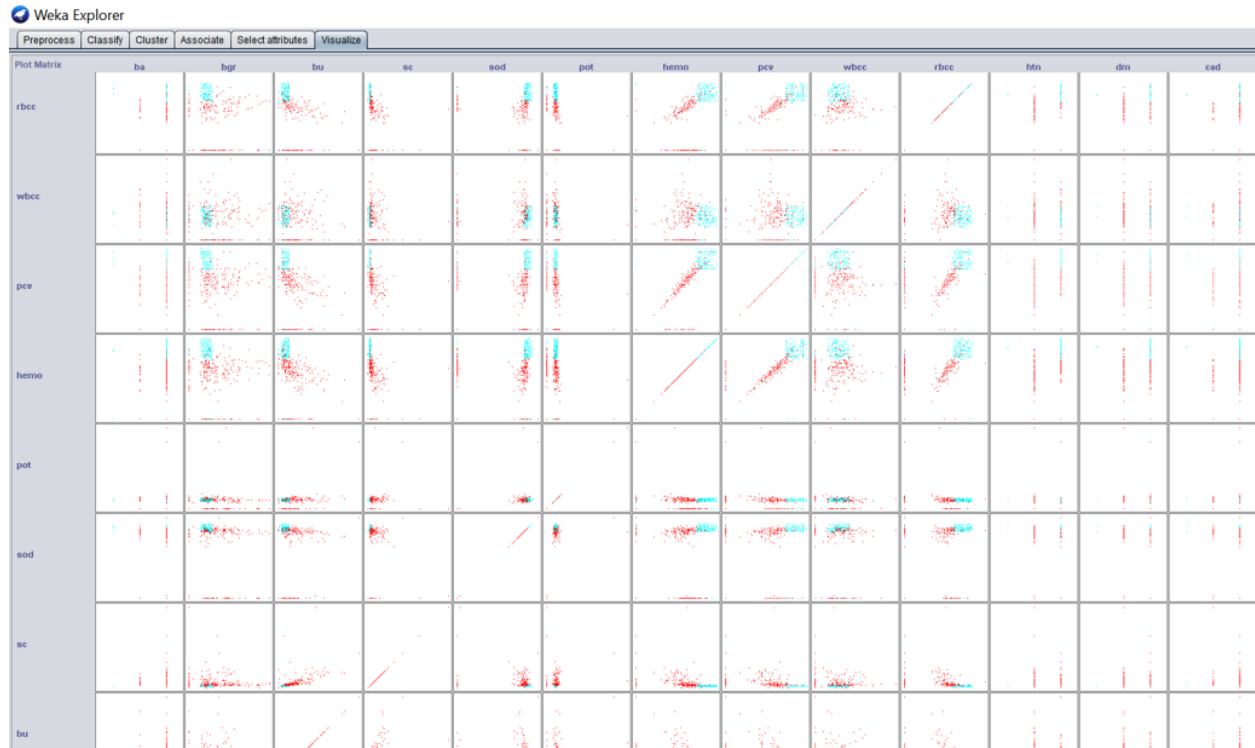 Weka Explorer
Preprocess Classify Cluster Associate Select attributes Visualize
Plot Matrix ba bgr bu sc sod pot hemo pcv wbcc rbcc htn dm cad
rbcc
wbcc
pcv
hemo
pot
sod
sc
bu